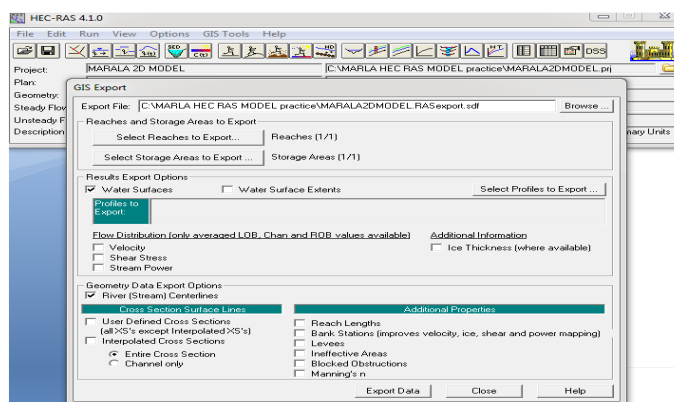 HEC-RAS 4.1.0
File Edit Run View Options GIS Tools Help
DSS
Project: MARALA 2D MODEL C:\MARLA HEC RAS MODEL practice\MARALA2DMODEL.prj
Plan:
Geometry:
Steady Flow
Unsteady F
Description
nary Units
GIS Export
Export File: C:\MARLA HEC RAS MODEL practice\MARALA2DMODEL.RASexport.sdf Browse ...
Reaches and Storage Areas to Export
Select Reaches to Export... Reaches (1/1)
Select Storage Areas to Export ... Storage Areas (1/1)
Results Export Options
Water Surfaces Water Surface Extents Select Profiles to Export ...
Profiles to
Export:
Flow Distribution (only averaged LOB, Chan and ROB values available) Additional Information
Velocity Ice Thickness (where available)
Shear Stress
Stream Power
Geometry Data Export Options
River (Stream) Centerlines
Cross Section Surface Lines Additional Properties
User Defined Cross Sections Reach Lengths
(all XS's except Interpolated XS's) Bank Stations (improves velocity, ice, shear and power mapping)
Interpolated Cross Sections Levees
Entire Cross Section Ineffective Areas
Channel only Blocked Obstructions
Manning's n
Export Data Close Help